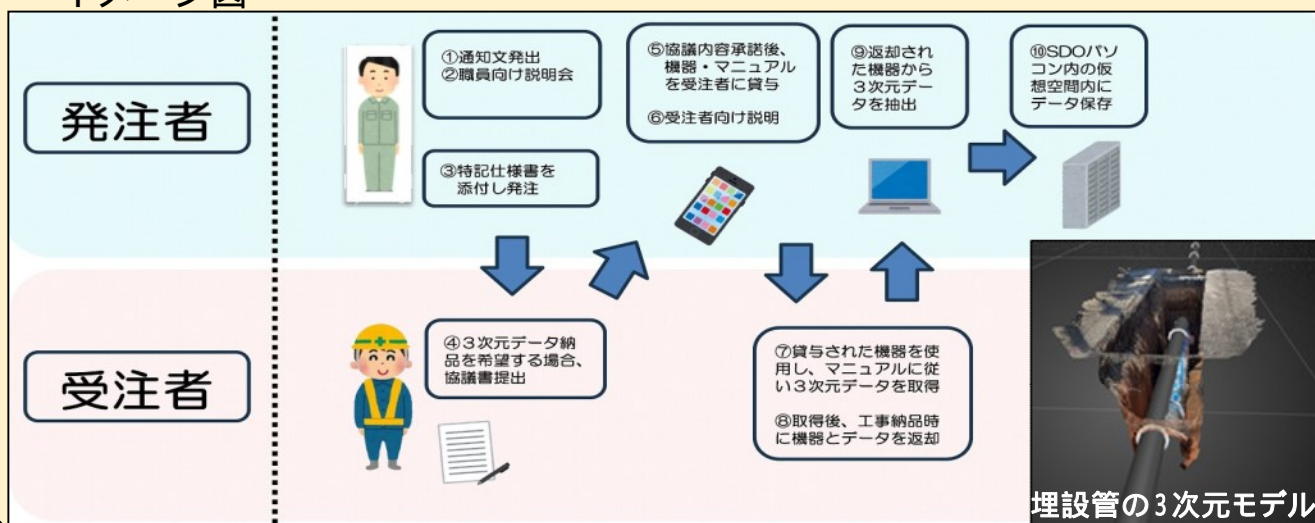 イメージ図
発注者
①通知文発出
②職員向け説明会
③特記仕様書を
添付し発注
⑤協議内容承諾後、
機器・マニュアル
を受注者に貸与
⑥受注者向け説明
⑨返却され
た機器から
3次元デー
タを抽出
⑩SDOパソ
コン内の仮
想空間内に
データ保存
受注者
④3次元データ納
品を希望する場合、
協議書提出
⑦貸与された機器を使
用し、マニュアルに従
い3次元データを取得
⑧取得後、工事納品時
に機器とデータを返却
埋設管の3次元モデル